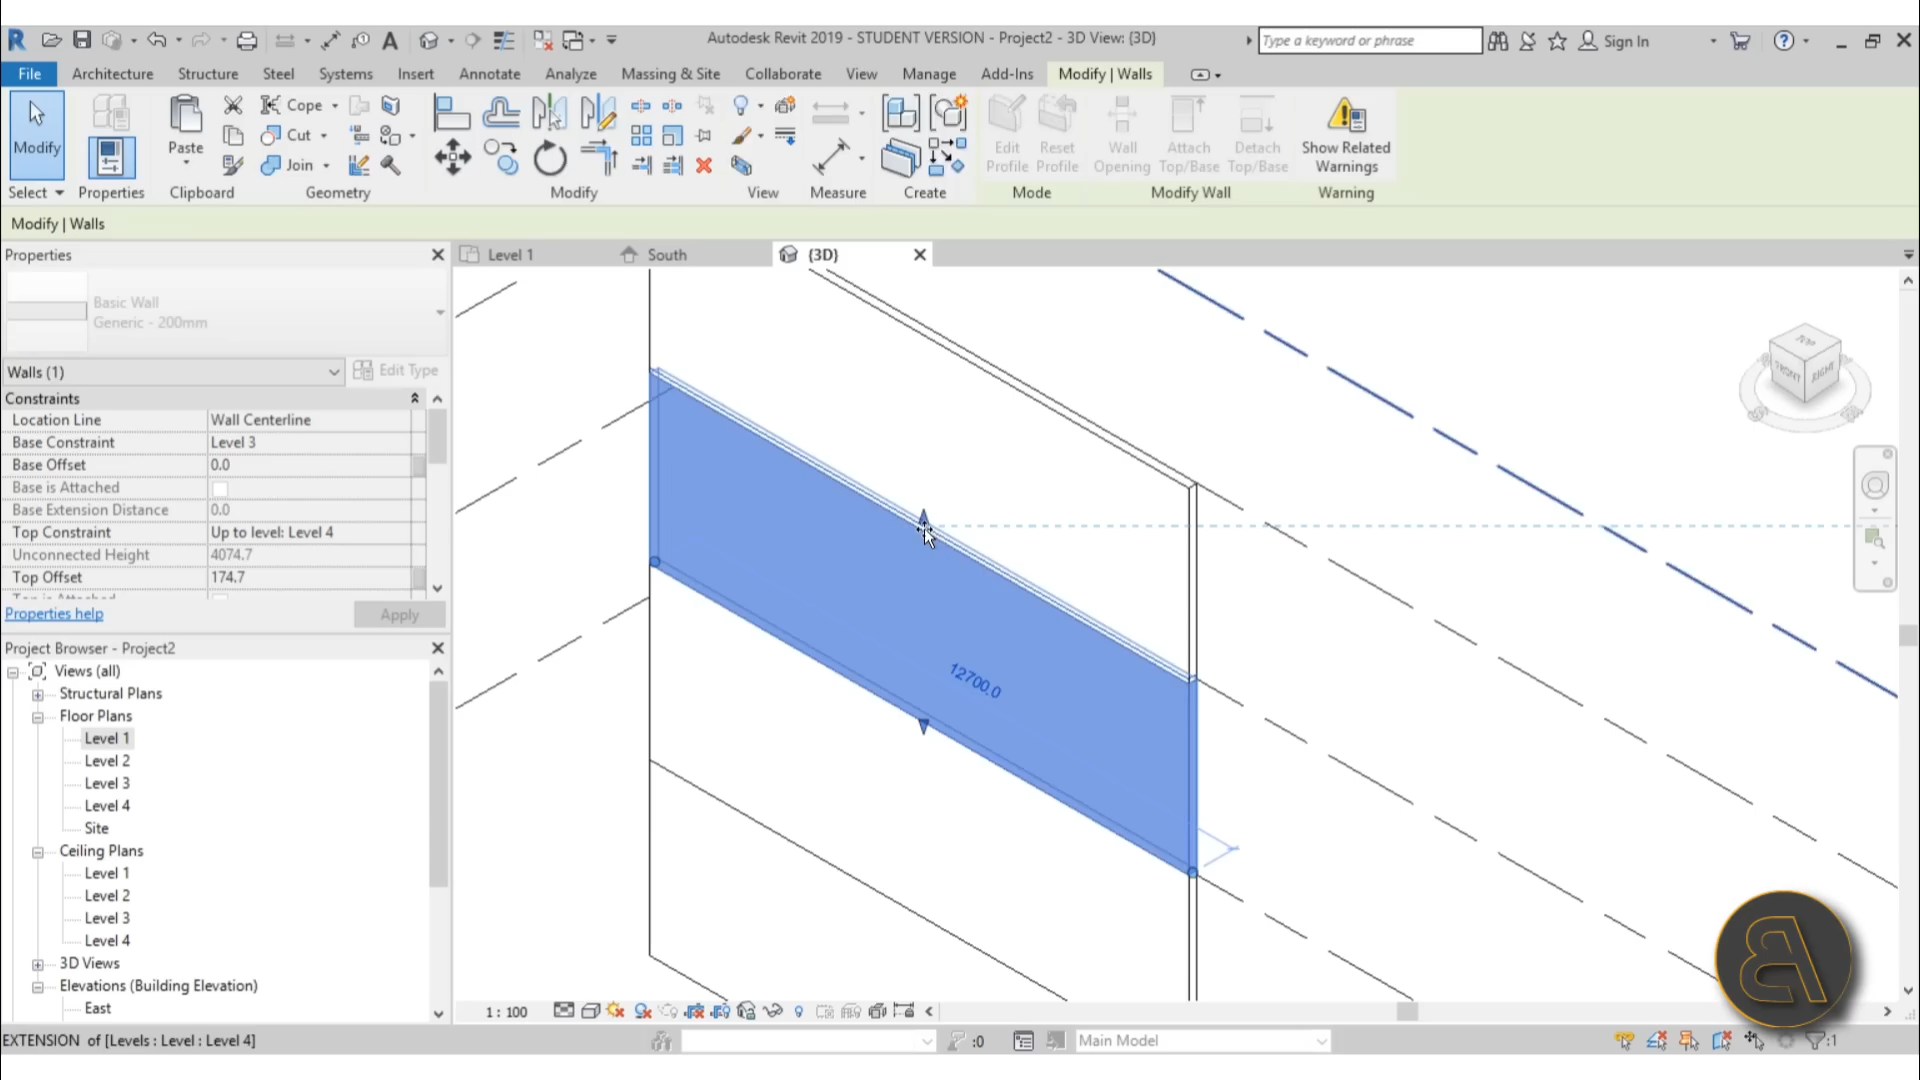 Autodesk Revit 2019 - STUDENT VERSION - Project2 - 3D View: {3D}
Type a keyword or phrase
Sign In
File
Architecture
Structure
Steel
Systems
Insert
Annotate
Analyze
Massing & Site
Collaborate
View
Manage
Add-Ins
Modify | Walls
Modify
Paste
Cope
Cut
Join
Edit Profile
Reset Profile
Wall Opening
Attach Top/Base
Detach Top/Base
Show Related Warnings
Select
Properties
Clipboard
Geometry
Modify
View
Measure
Create
Mode
Modify Wall
Warning
Modify | Walls
Properties
Level 1
South
{3D}
Basic Wall
Generic - 200mm
Walls (1)
Edit Type
Constraints
Location Line Wall Centerline
Base Constraint Level 3
Base Offset 0.0
Base is Attached
Base Extension Distance 0.0
Top Constraint Up to level: Level 4
Unconnected Height 4074.7
Top Offset 174.7
Properties help
Apply
Project Browser - Project2
Views (all)
Structural Plans
Floor Plans
Level 1
Level 2
Level 3
Level 4
Site
Ceiling Plans
Level 1
Level 2
Level 3
Level 4
3D Views
Elevations (Building Elevation)
East
12700.0
TOP
FRONT
RIGHT
1 : 100
EXTENSION of [Levels : Level : Level 4]
:0
Main Model
:1